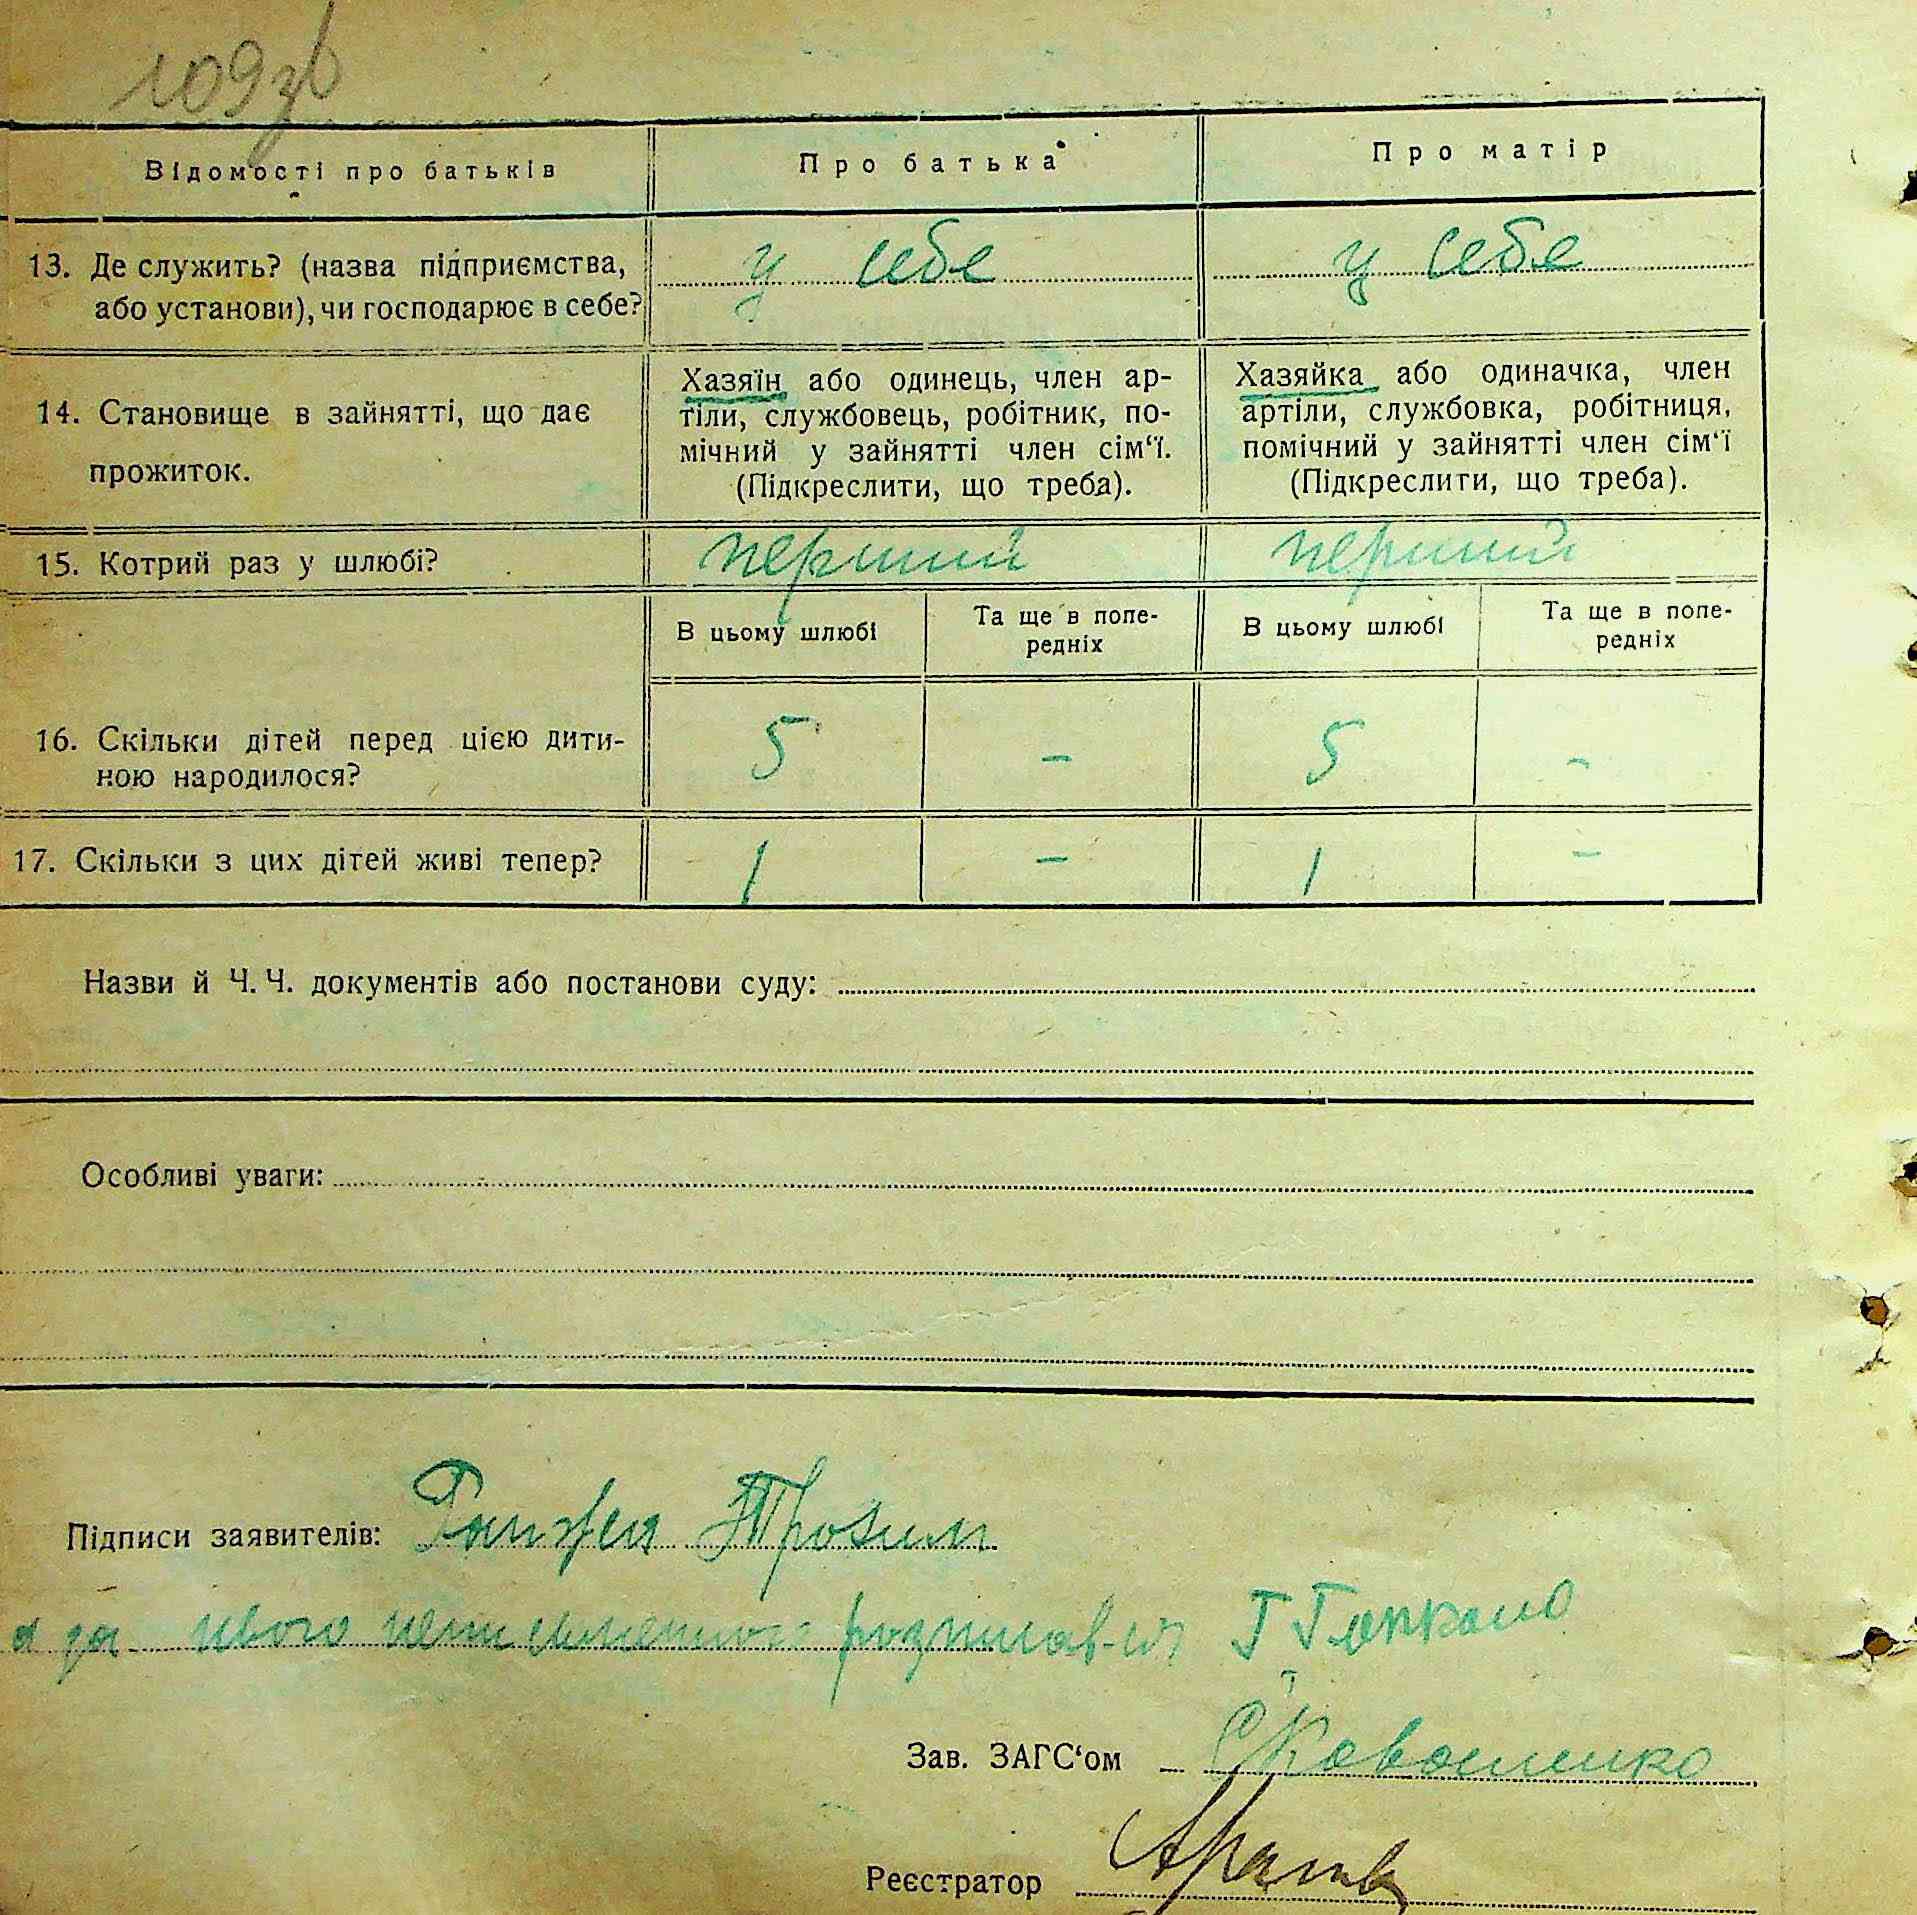 109зв
Відомості про батьків
Про батька
Про матір
13. Де служить? (назва підприємства,
або установи), чи господарює в себе?
у себе
у себе
14. Становище в зайнятті, що дає
прожиток.
Хазяїн або одинець, член ар-
тіли, службовець, робітник, по-
мічний у зайнятті член сім‘ї.
(Підкреслити, що треба).
Хазяйка або одиначка, член
артіли, службовка, робітниця,
помічний у зайнятті член сім‘ї
(Підкреслити, що треба).
15. Котрий раз у шлюбі?
перший
перший
В цьому шлюбі
Та ще в попе-
редніх
В цьому шлюбі
Та ще в попе-
редніх
16. Скільки дітей перед цією дити-
ною народилося?
5
-
5
-
17. Скільки з цих дітей живі тепер?
1
-
1
-
Назви й Ч. Ч. документів або постанови суду:
Особливі уваги:
Підписи заявителів:
а за нього розписав-ся Г
Зав. ЗАГС‘ом
Реєстратор